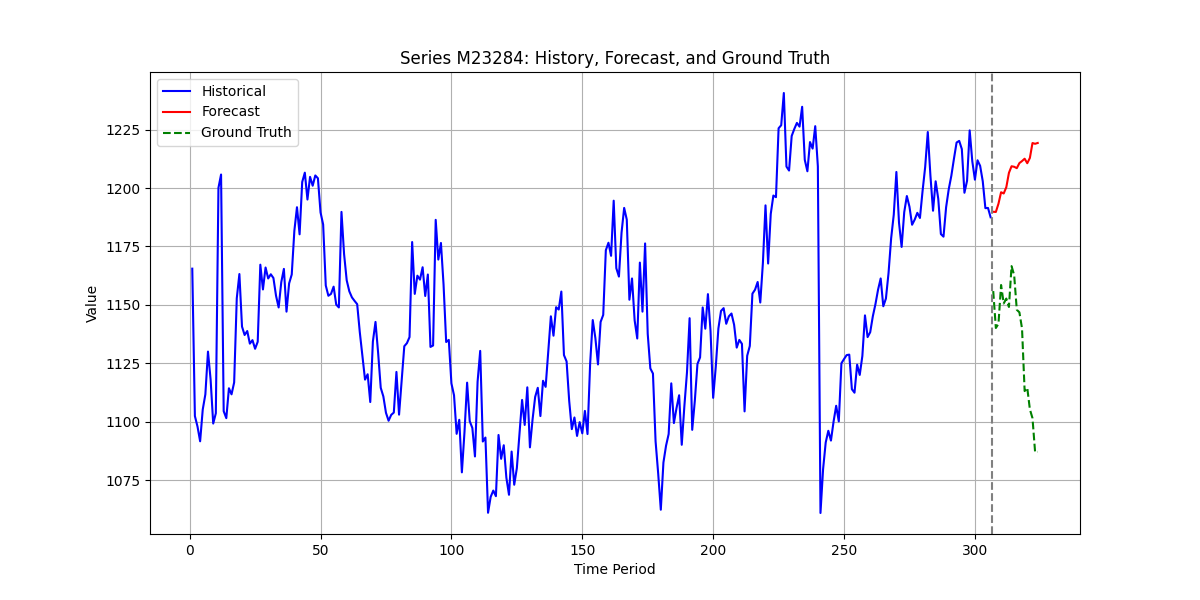 Series M23284: History, Forecast, and Ground Truth
Historical
Forecast
Ground Truth
1225
1200
1175
1150
1125
1100
1075
Value
0 50 100 150 200 250 300
Time Period